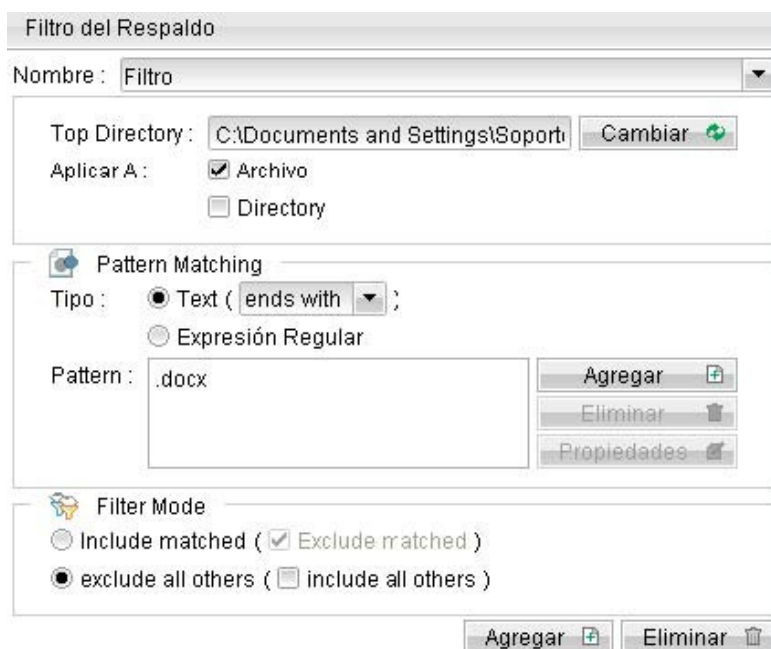 Filtro del Respaldo
Nombre : Filtro
Top Directory : C:\Documents and Settings\Soport Cambiar
Aplicar A : Archivo
Directory
Pattern Matching
Tipo : Text ( ends with )
Expresión Regular
Pattern : .docx Agregar
Eliminar
Propiedades
Filter Mode
Include matched ( Exclude matched )
exclude all others ( include all others )
Agregar Eliminar